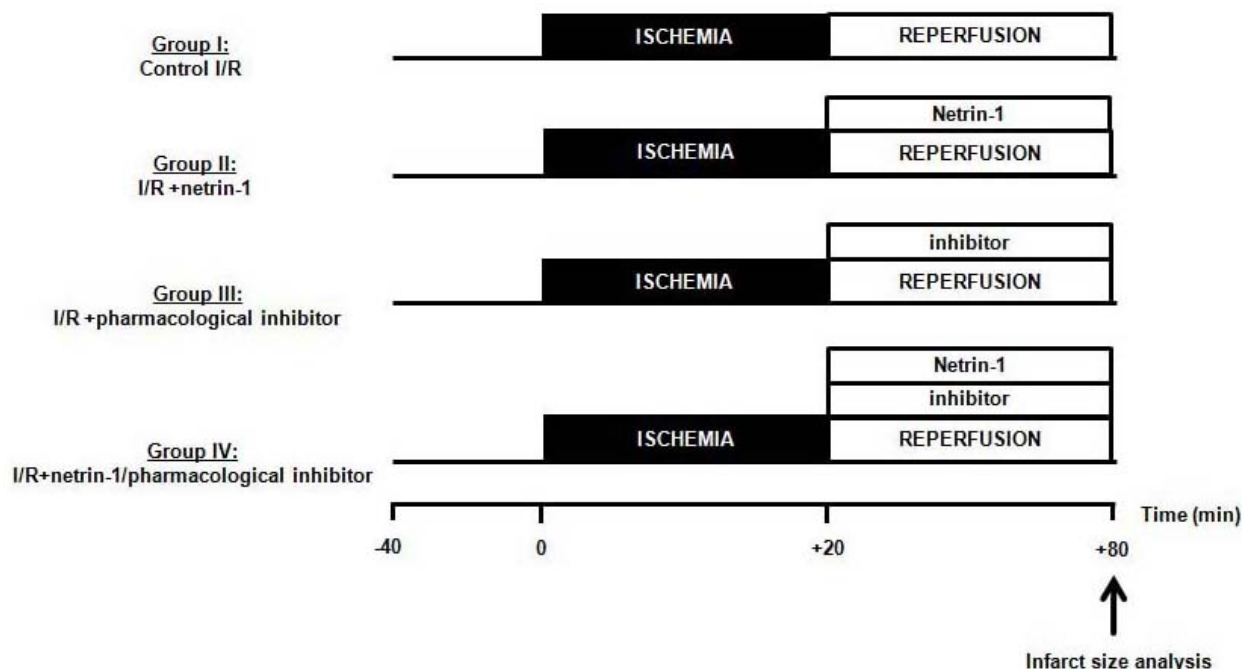 Group I:
Control I/R
ISCHEMIA
REPERFUSION
Group II:
I/R +netrin-1
Netrin-1
ISCHEMIA
REPERFUSION
Group III:
I/R +pharmacological inhibitor
inhibitor
ISCHEMIA
REPERFUSION
Group IV:
I/R+netrin-1/pharmacological inhibitor
Netrin-1
inhibitor
ISCHEMIA
REPERFUSION
Time (min)
-40
0
+20
+80
Infarct size analysis